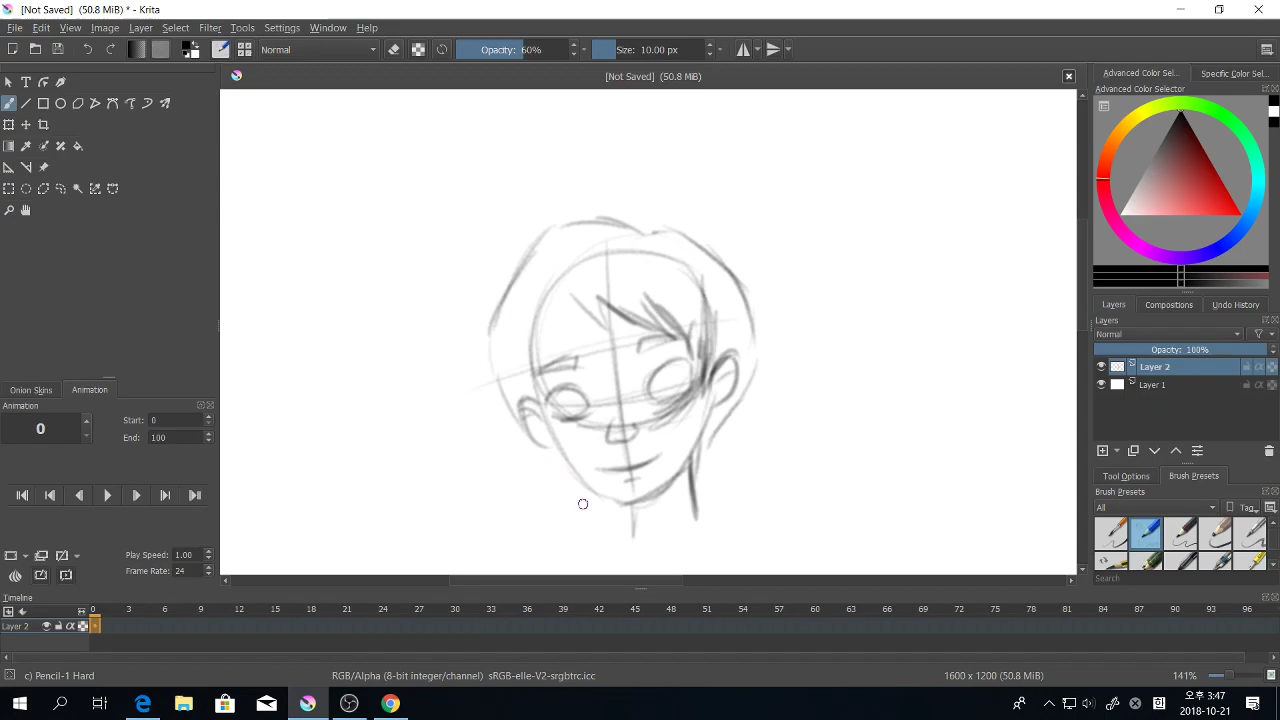 [Not Saved] (50.8 MiB) * - Krita
File Edit View Image Layer Select Filter Tools Settings Window Help
Normal Opacity: 60% Size: 10.00 px
[Not Saved] (50.8 MiB)
Advanced Color Sel... Specific Color Sel...
Advanced Color Selector
Layers Compositions Undo History
Layers
Normal
Opacity: 100%
Layer 2
Layer 1
Onion Skins Animation
Animation
0 Start: 0
End: 100
Tool Options Brush Presets
Brush Presets
All Tag
Play Speed: 1.00
Frame Rate: 24
Search
Timeline
0 3 6 9 12 15 18 21 24 27 30 33 36 39 42 45 48 51 54 57 60 63 66 69 72 75 78 81 84 87 90 93 96
Layer 2
c) Pencil-1 Hard RGB/Alpha (8-bit integer/channel) sRGB-elle-V2-srgbtrc.icc 1600 x 1200 (50.8 MiB) 141%
오후 3:47
2018-10-21